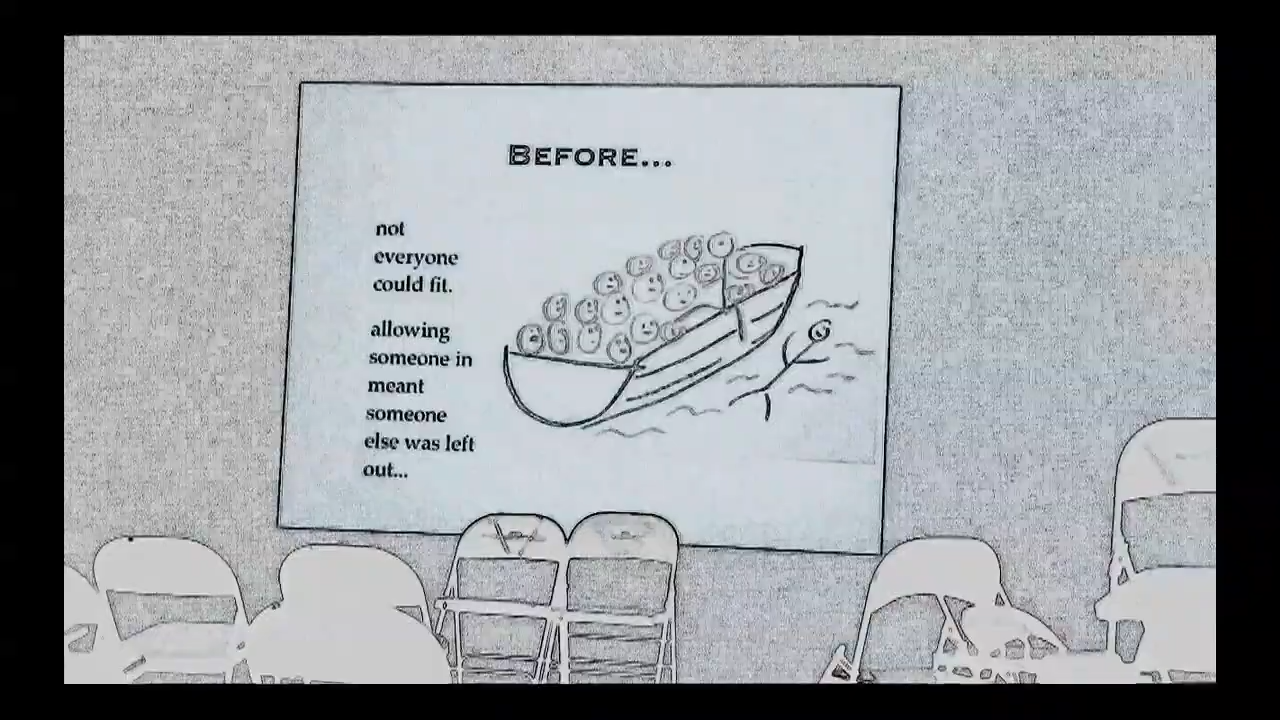 BEFORE...
not
everyone
could fit.
allowing
someone in
meant
someone
else was left
out...